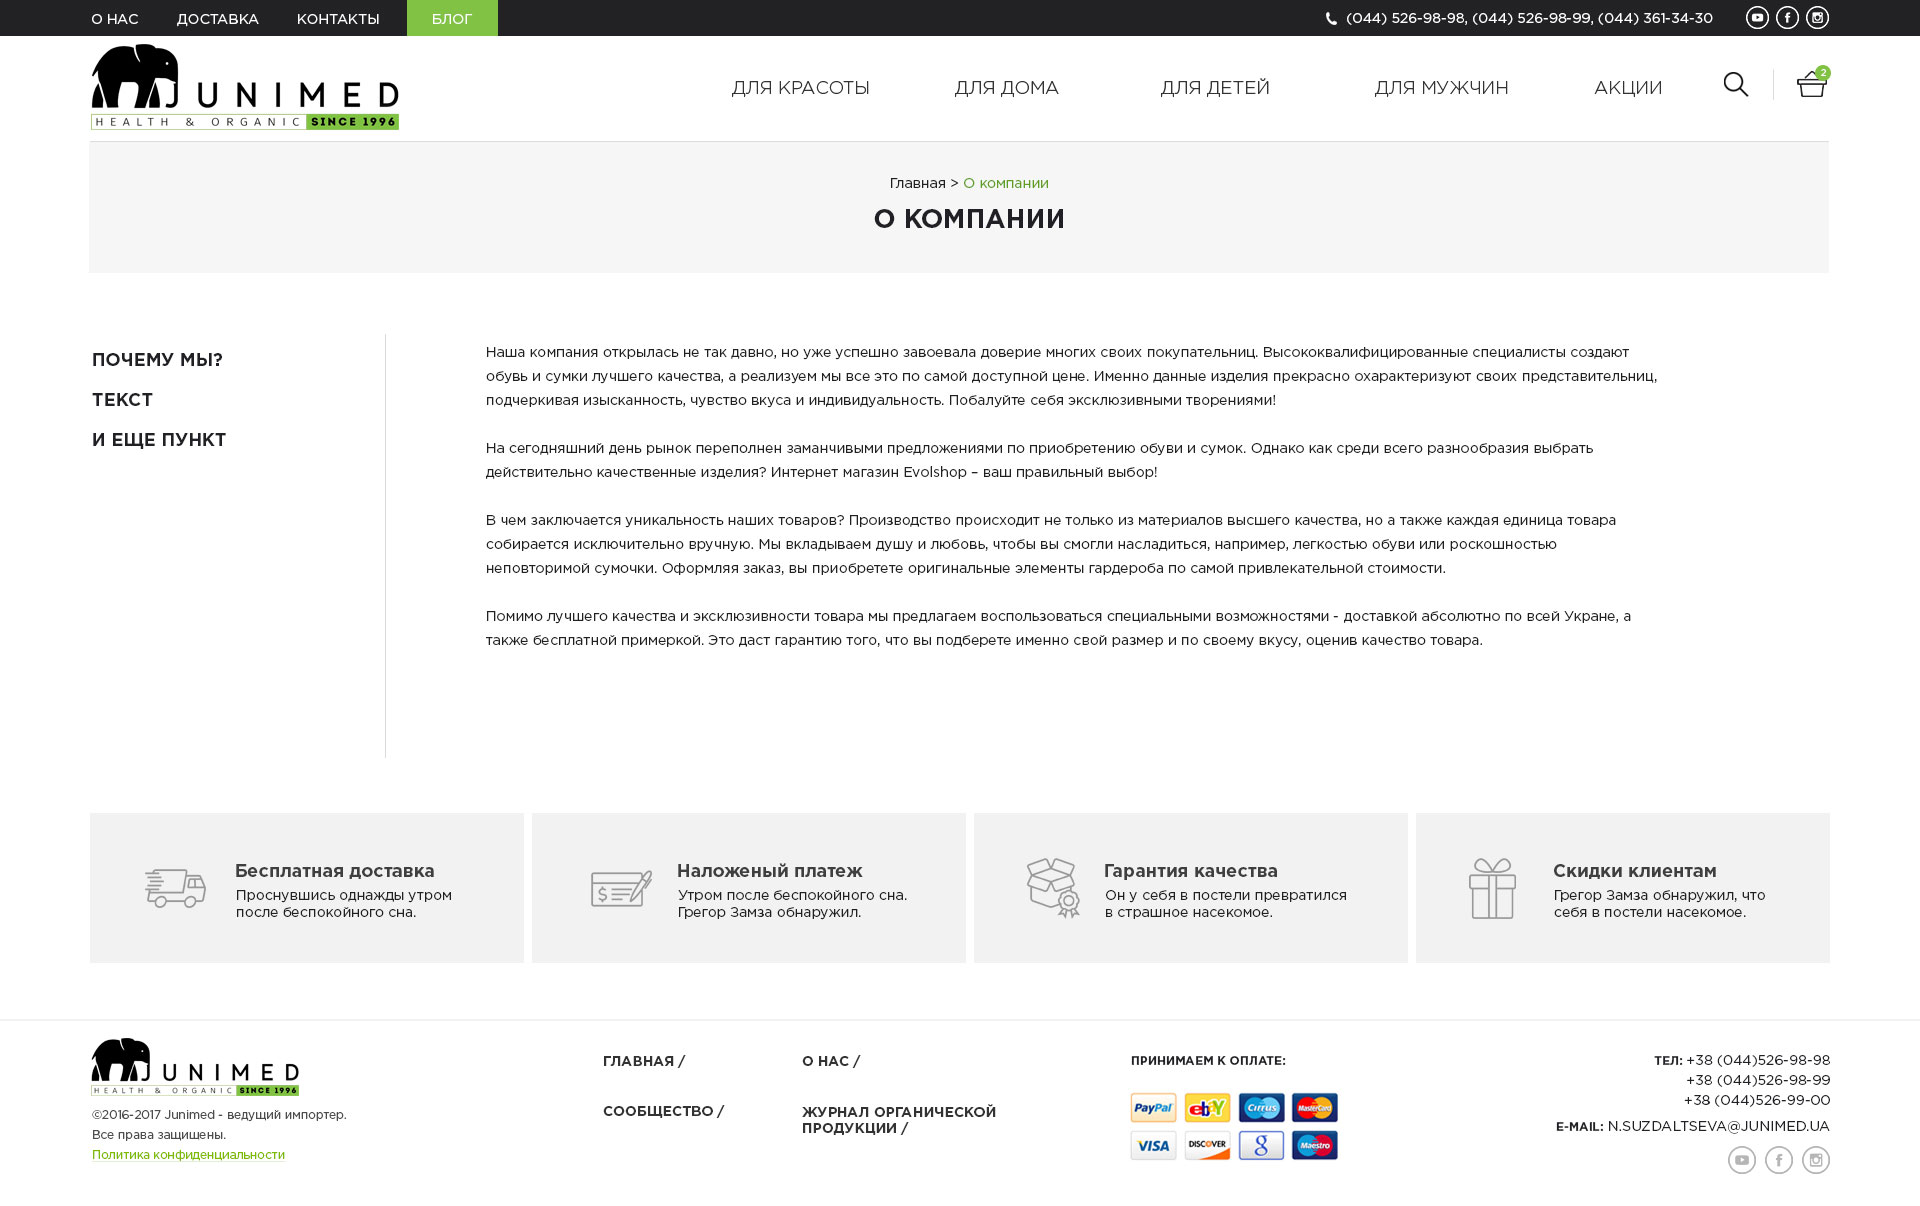 О НАС ДОСТАВКА КОНТАКТЫ БЛОГ (044) 526-98-98, (044) 526-98-99, (044) 361-34-30
JUNIMED
HEALTH & ORGANIC SINCE 1996
ДЛЯ КРАСОТЫ ДЛЯ ДОМА ДЛЯ ДЕТЕЙ ДЛЯ МУЖЧИН АКЦИИ 2
Главная > О компании
О КОМПАНИИ
ПОЧЕМУ МЫ?
ТЕКСТ
И ЕЩЕ ПУНКТ
Наша компания открылась не так давно, но уже успешно завоевала доверие многих своих покупательниц. Высококвалифицированные специалисты создают
обувь и сумки лучшего качества, а реализуем мы все это по самой доступной цене. Именно данные изделия прекрасно охарактеризуют своих представительниц,
подчеркивая изысканность, чувство вкуса и индивидуальность. Побалуйте себя эксклюзивными творениями!
На сегодняшний день рынок переполнен заманчивыми предложениями по приобретению обуви и сумок. Однако как среди всего разнообразия выбрать
действительно качественные изделия? Интернет магазин Evolshop – ваш правильный выбор!
В чем заключается уникальность наших товаров? Производство происходит не только из материалов высшего качества, но а также каждая единица товара
собирается исключительно вручную. Мы вкладываем душу и любовь, чтобы вы смогли насладиться, например, легкостью обуви или роскошностью
неповторимой сумочки. Оформляя заказ, вы приобретете оригинальные элементы гардероба по самой привлекательной стоимости.
Помимо лучшего качества и эксклюзивности товара мы предлагаем воспользоваться специальными возможностями - доставкой абсолютно по всей Укране, а
также бесплатной примеркой. Это даст гарантию того, что вы подберете именно свой размер и по своему вкусу, оценив качество товара.
Бесплатная доставка
Проснувшись однажды утром
после беспокойного сна.
Наложеный платеж
Утром после беспокойного сна.
Грегор Замза обнаружил.
Гарантия качества
Он у себя в постели превратился
в страшное насекомое.
Скидки клиентам
Грегор Замза обнаружил, что
себя в постели насекомое.
JUNIMED
HEALTH & ORGANIC SINCE 1996
©2016-2017 Junimed - ведущий импортер.
Все права защищены.
Политика конфиденциальности
ГЛАВНАЯ /
СООБЩЕСТВО /
О НАС /
ЖУРНАЛ ОРГАНИЧЕСКОЙ
ПРОДУКЦИИ /
ПРИНИМАЕМ К ОПЛАТЕ:
PayPal ebY Cirrus MasterCard
VISA DISCOVER g Maestro
ТЕЛ: +38 (044)526-98-98
+38 (044)526-98-99
+38 (044)526-99-00
E-MAIL: N.SUZDALTSEVA@JUNIMED.UA